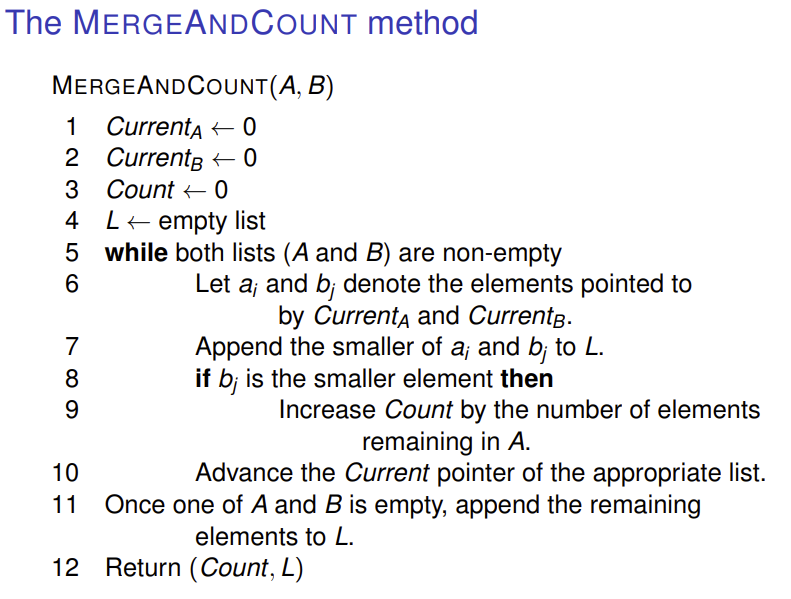 The MERGEANDCOUNT method
MERGEANDCOUNT(A, B)
1 Current_A ← 0
2 Current_B ← 0
3 Count ← 0
4 L ← empty list
5 while both lists (A and B) are non-empty
6 Let a_i and b_j denote the elements pointed to
by Current_A and Current_B.
7 Append the smaller of a_i and b_j to L.
8 if b_j is the smaller element then
9 Increase Count by the number of elements
remaining in A.
10 Advance the Current pointer of the appropriate list.
11 Once one of A and B is empty, append the remaining
elements to L.
12 Return (Count, L)